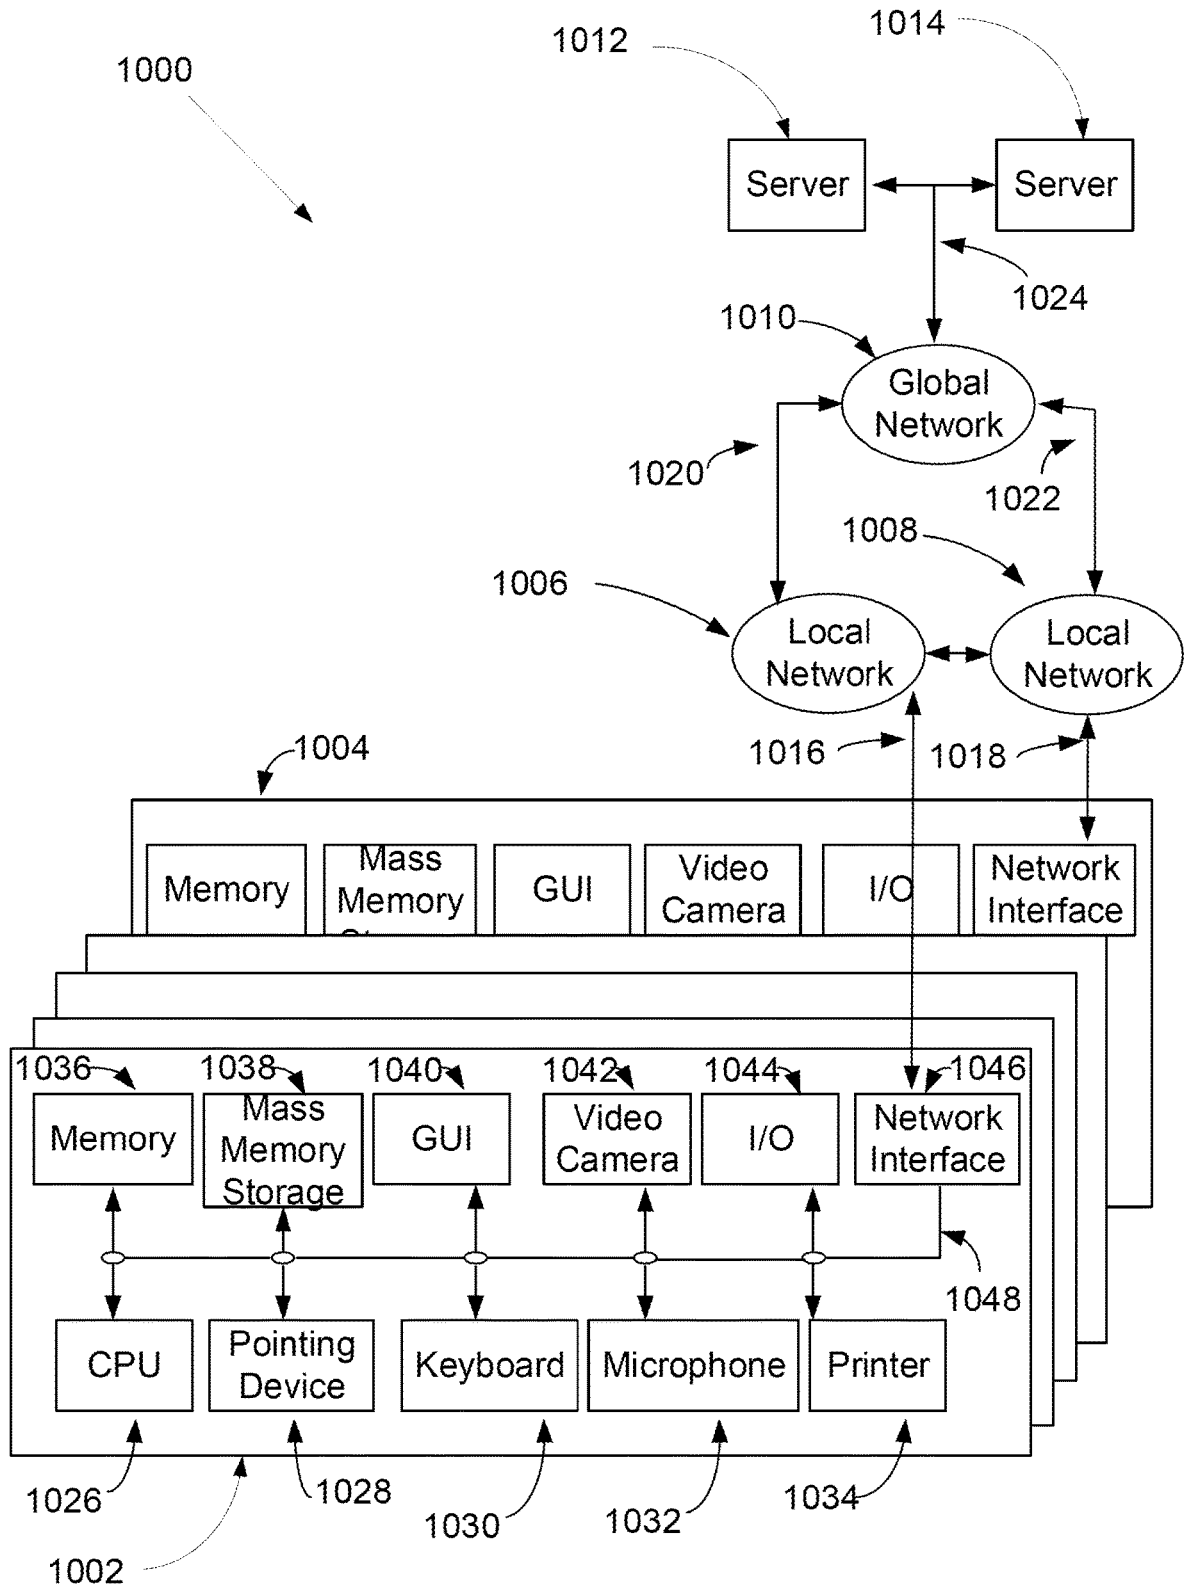 1012
1014
1000
Server
Server
1024
1010
Global
Network
1020
1022
1008
1006
Local
Network
Local
Network
1004
1016
1018
Memory
Mass
Memory
GUI
Video
Camera
I/O
Network
Interface
1036
1038
1040
1042
1044
1046
Memory
Mass
Memory
Storage
GUI
Video
Camera
I/O
Network
Interface
1048
CPU
Pointing
Device
Keyboard
Microphone
Printer
1026
1028
1030
1032
1034
1002